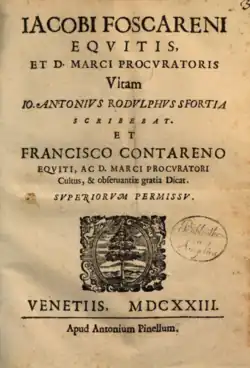 IACOBI FOSCARENI
EQVITIS,
ET D. MARCI PROCVRATORIS
Vitam
IO. ANTONIVS RODVLPHVS SFORTIA
SCRIBEBAT.
ET
FRANCISCO CONTARENO
EQVITI, AC D. MARCI PROCVRATORI
Cultus, & obseruantiæ gratia Dicat.
SVPERIORVM PERMISSV.
VENETIIS, MDCXXIII.
Apud Antonium Pinellum.